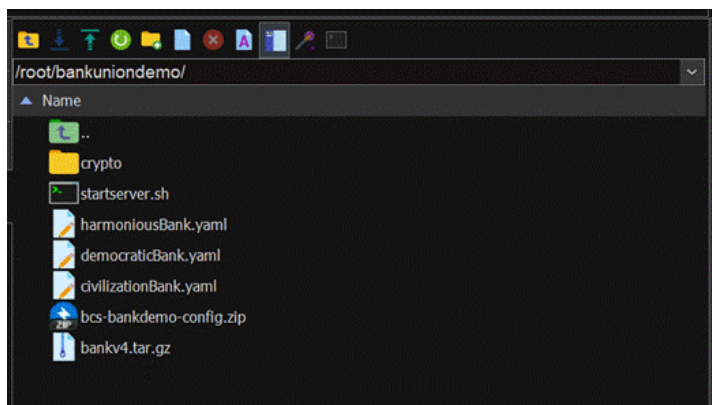 /root/bankuniondemo/
Name
..
crypto
startserver.sh
harmoniousBank.yaml
democraticBank.yaml
civilizationBank.yaml
bcs-bankdemo-config.zip
bankv4.tar.gz